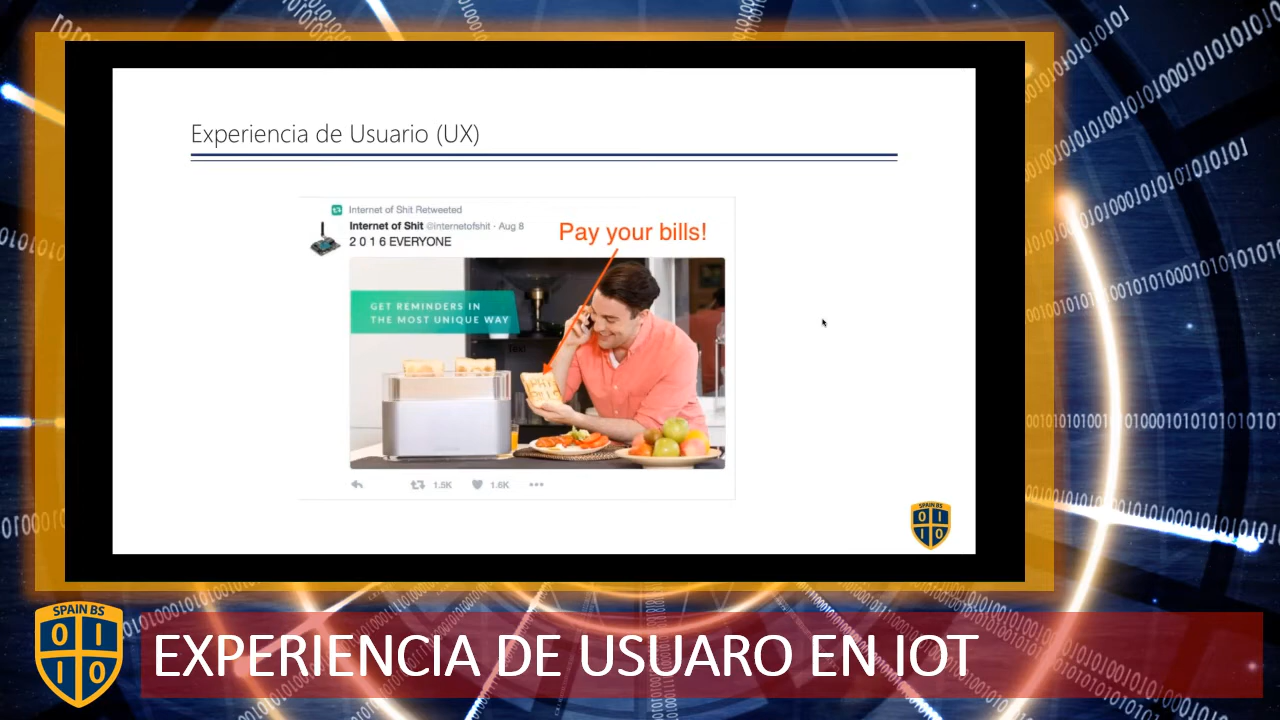 Experiencia de Usuario (UX)
Internet of Shit Retweeted
Internet of Shit @internetofshit · Aug 8
2 0 1 6 EVERYONE
Pay your bills!
GET REMINDERS IN
THE MOST UNIQUE WAY
PAY
BILLS
1.5K 1.6K
SPAIN BS
0 1
1 0
SPAIN BS
0 1
1 0
EXPERIENCIA DE USUARO EN IOT